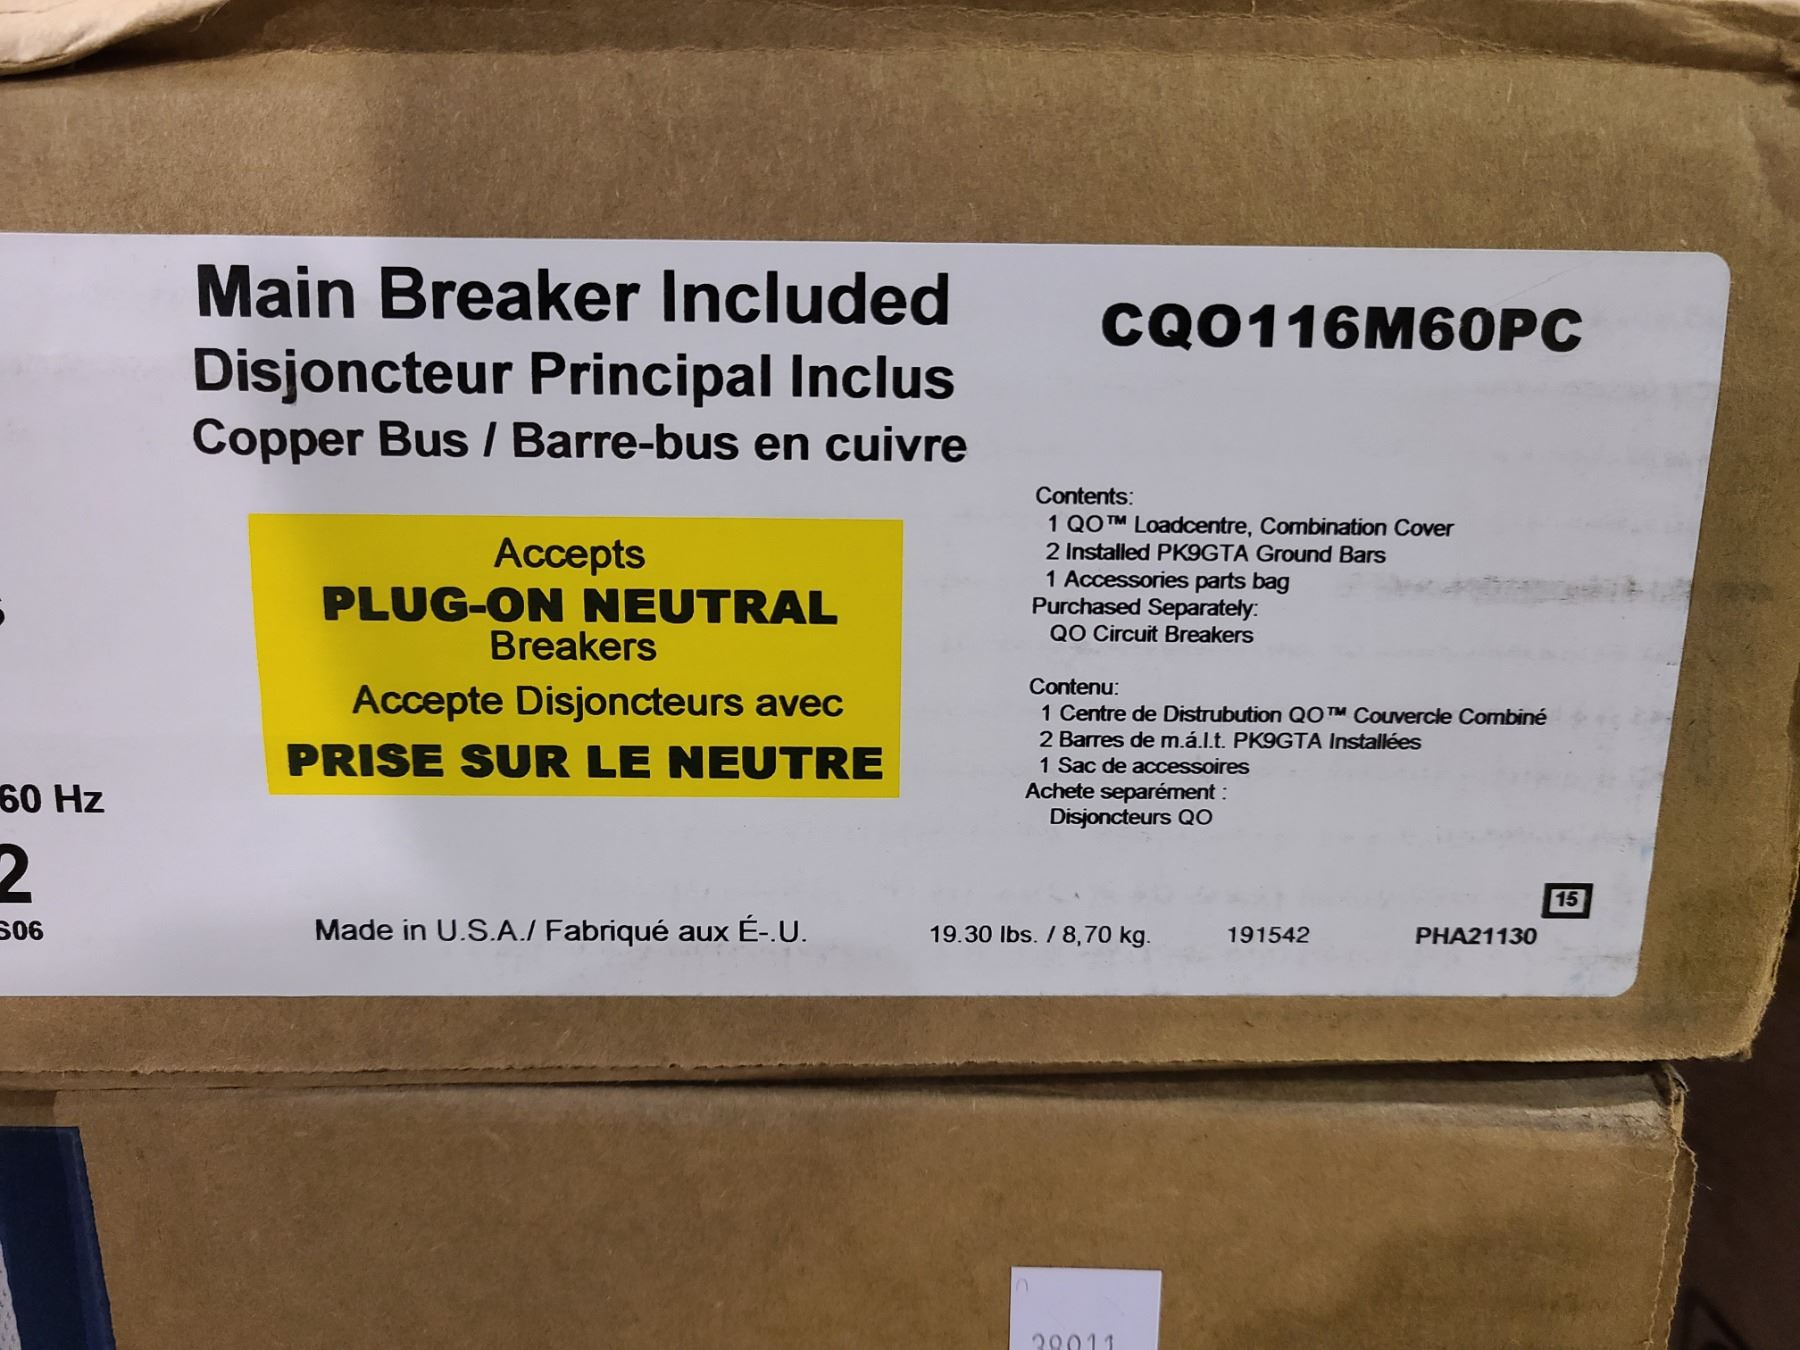 Main Breaker Included
Disjoncteur Principal Inclus
Copper Bus / Barre-bus en cuivre
CQO116M60PC
Accepts
PLUG-ON NEUTRAL
Breakers
Accepte Disjoncteurs avec
PRISE SUR LE NEUTRE
Contents:
1 QO™ Loadcentre, Combination Cover
2 Installed PK9GTA Ground Bars
1 Accessories parts bag
Purchased Separately:
QO Circuit Breakers
Contenu:
1 Centre de Distrubution QO™ Couvercle Combiné
2 Barres de m.á.l.t. PK9GTA Installées
1 Sac de accessoires
Achete separément :
Disjoncteurs QO
60 Hz
2
S06
Made in U.S.A./ Fabriqué aux É-.U.
19.30 lbs. / 8,70 kg.
191542
PHA21130
15